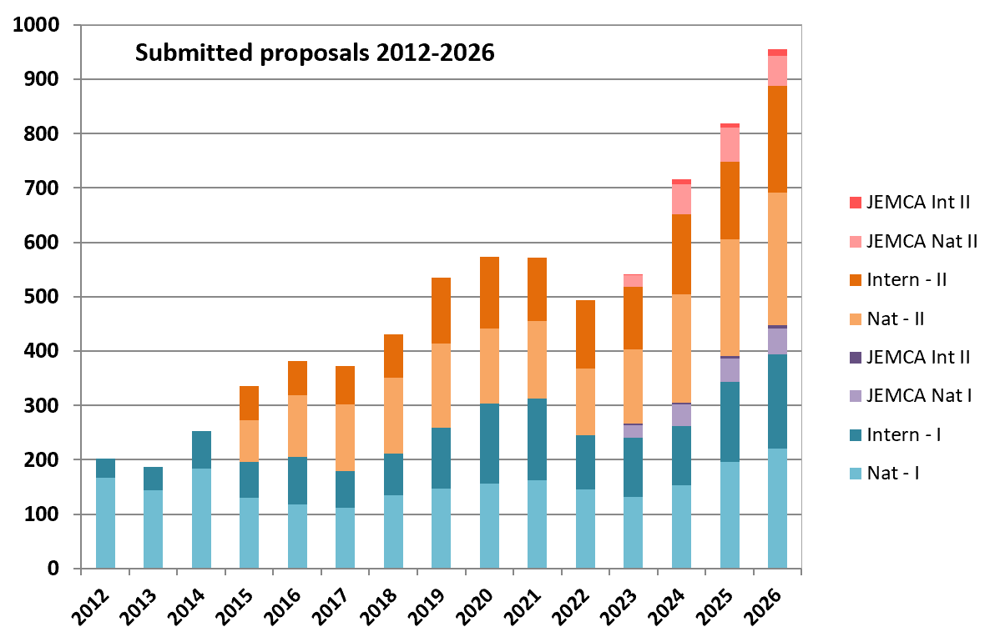 Submitted proposals 2012-2026
1000
900
800
700
600
500
400
300
200
100
0
2012
2013
2014
2015
2016
2017
2018
2019
2020
2021
2022
2023
2024
2025
2026
JEMCA Int II
JEMCA Nat II
Intern - II
Nat - II
JEMCA Int II
JEMCA Nat I
Intern - I
Nat - I